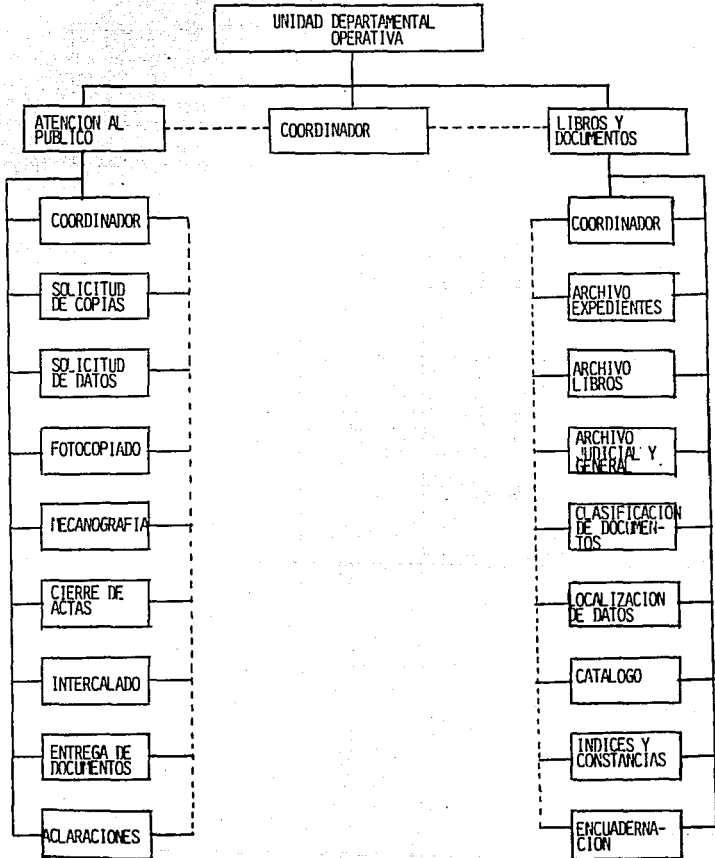 UNIDAD DEPARTAMENTAL
OPERATIVA
ATENCION AL
PUBLICO
COORDINADOR
LIBROS Y
DOCUMENTOS
COORDINADOR
SOLICITUD
DE COPIAS
SOLICITUD
DE DATOS
FOTOCOPIADO
MECANOGRAFIA
CIERRE DE
ACTAS
INTERCALADO
ENTREGA DE
DOCUMENTOS
ACLARACIONES
COORDINADOR
ARCHIVO
EXPEDIENTES
ARCHIVO
LIBROS
ARCHIVO
JUDICIAL Y
GENERAL
CLASIFICACION
DE DOCUMEN-
TOS
LOCALIZACION
DE DATOS
CATALOGO
INDICES Y
CONSTANCIAS
ENCUADERNA-
CION